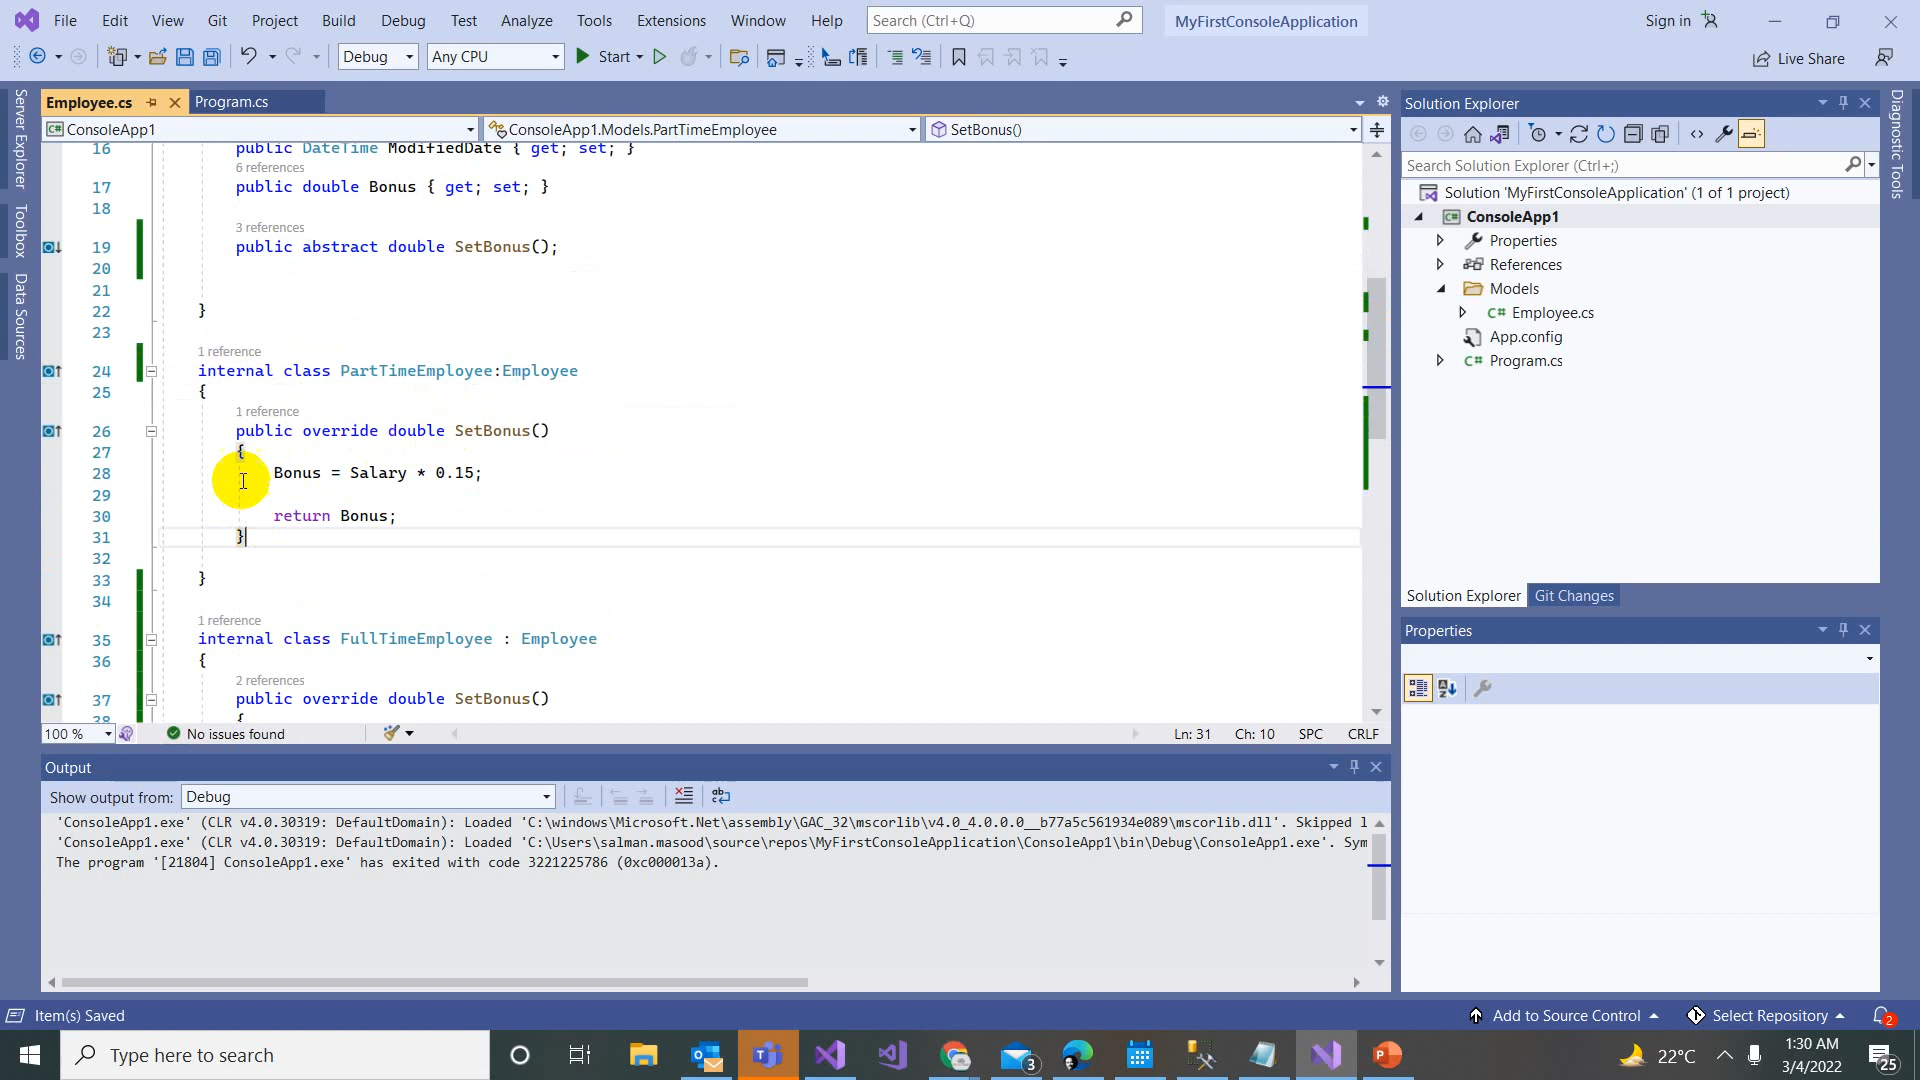 File Edit View Git Project Build Debug Test Analyze Tools Extensions Window Help Search (Ctrl+Q) MyFirstConsoleApplication Sign in
Debug Any CPU Start Live Share
Server Explorer
Toolbox
Data Sources
Employee.cs Program.cs
ConsoleApp1 ConsoleApp1.Models.PartTimeEmployee SetBonus()
16 public DateTime ModifiedDate { get; set; }
6 references
17 public double Bonus { get; set; }
18
3 references
19 public abstract double SetBonus();
20
21
22 }
23
1 reference
24 internal class PartTimeEmployee:Employee
25 {
1 reference
26 public override double SetBonus()
27 {
28 Bonus = Salary * 0.15;
29
30 return Bonus;
31 }
32
33 }
34
1 reference
35 internal class FullTimeEmployee : Employee
36 {
2 references
37 public override double SetBonus()
38 {
100 % No issues found Ln: 31 Ch: 10 SPC CRLF
Output
Show output from: Debug
'ConsoleApp1.exe' (CLR v4.0.30319: DefaultDomain): Loaded 'C:\windows\Microsoft.Net\assembly\GAC_32\mscorlib\v4.0_4.0.0.0__b77a5c561934e089\mscorlib.dll'. Skipped l
'ConsoleApp1.exe' (CLR v4.0.30319: DefaultDomain): Loaded 'C:\Users\salman.masood\source\repos\MyFirstConsoleApplication\ConsoleApp1\bin\Debug\ConsoleApp1.exe'. Sym
The program '[21804] ConsoleApp1.exe' has exited with code 3221225786 (0xc000013a).
Solution Explorer
Search Solution Explorer (Ctrl+;)
Solution 'MyFirstConsoleApplication' (1 of 1 project)
ConsoleApp1
Properties
References
Models
Employee.cs
App.config
Program.cs
Solution Explorer Git Changes
Properties
Diagnostic Tools
Item(s) Saved Add to Source Control Select Repository 2
Type here to search 3 22°C 1:30 AM
3/4/2022
25